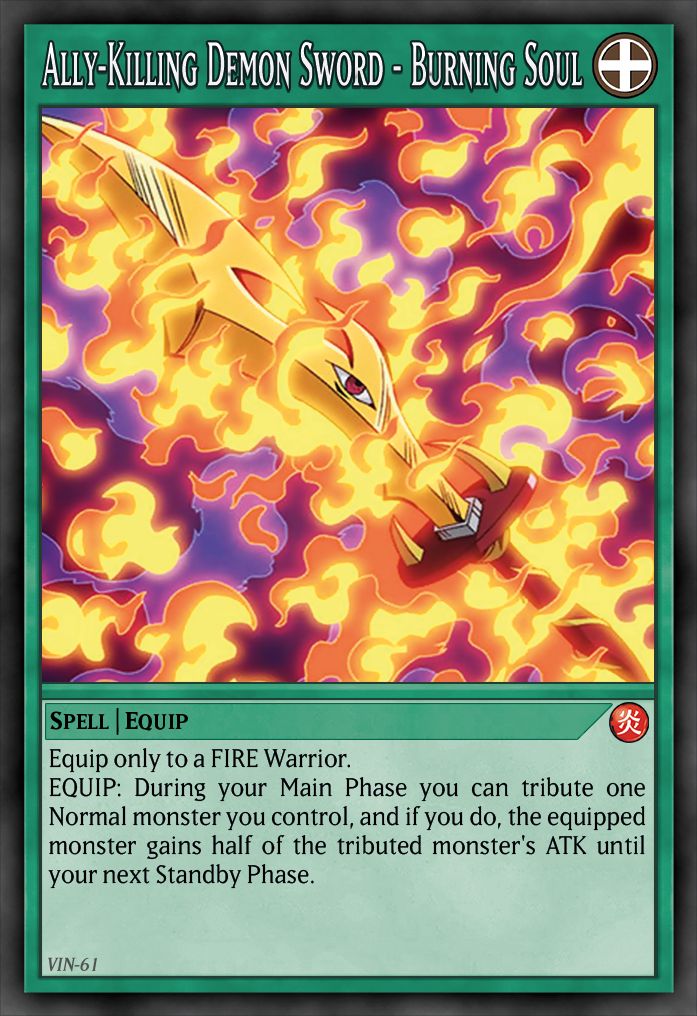 Ally-Killing Demon Sword - Burning Soul
Spell | Equip
炎
Equip only to a FIRE Warrior.
EQUIP: During your Main Phase you can tribute one
Normal monster you control, and if you do, the equipped
monster gains half of the tributed monster's ATK until
your next Standby Phase.
VIN-61